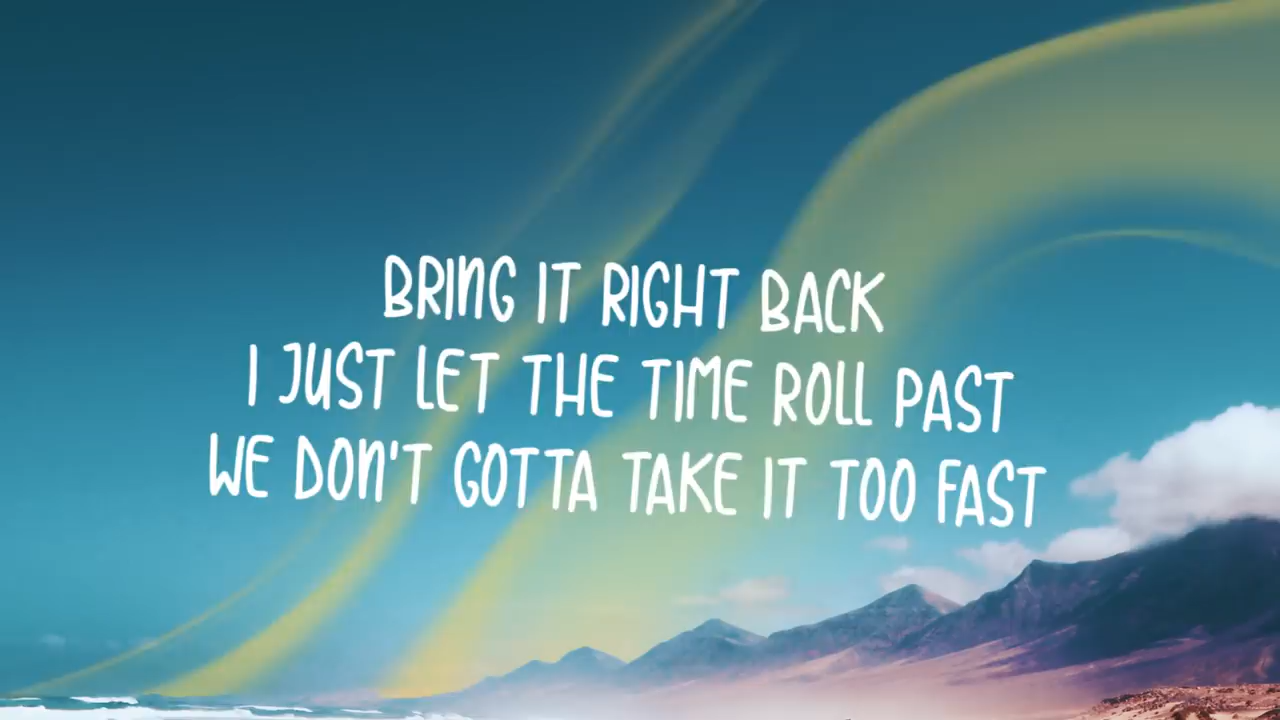 BRING IT RIGHT BACK
I JUST LET THE TIME ROLL PAST
WE DON'T GOTTA TAKE IT TOO FAST